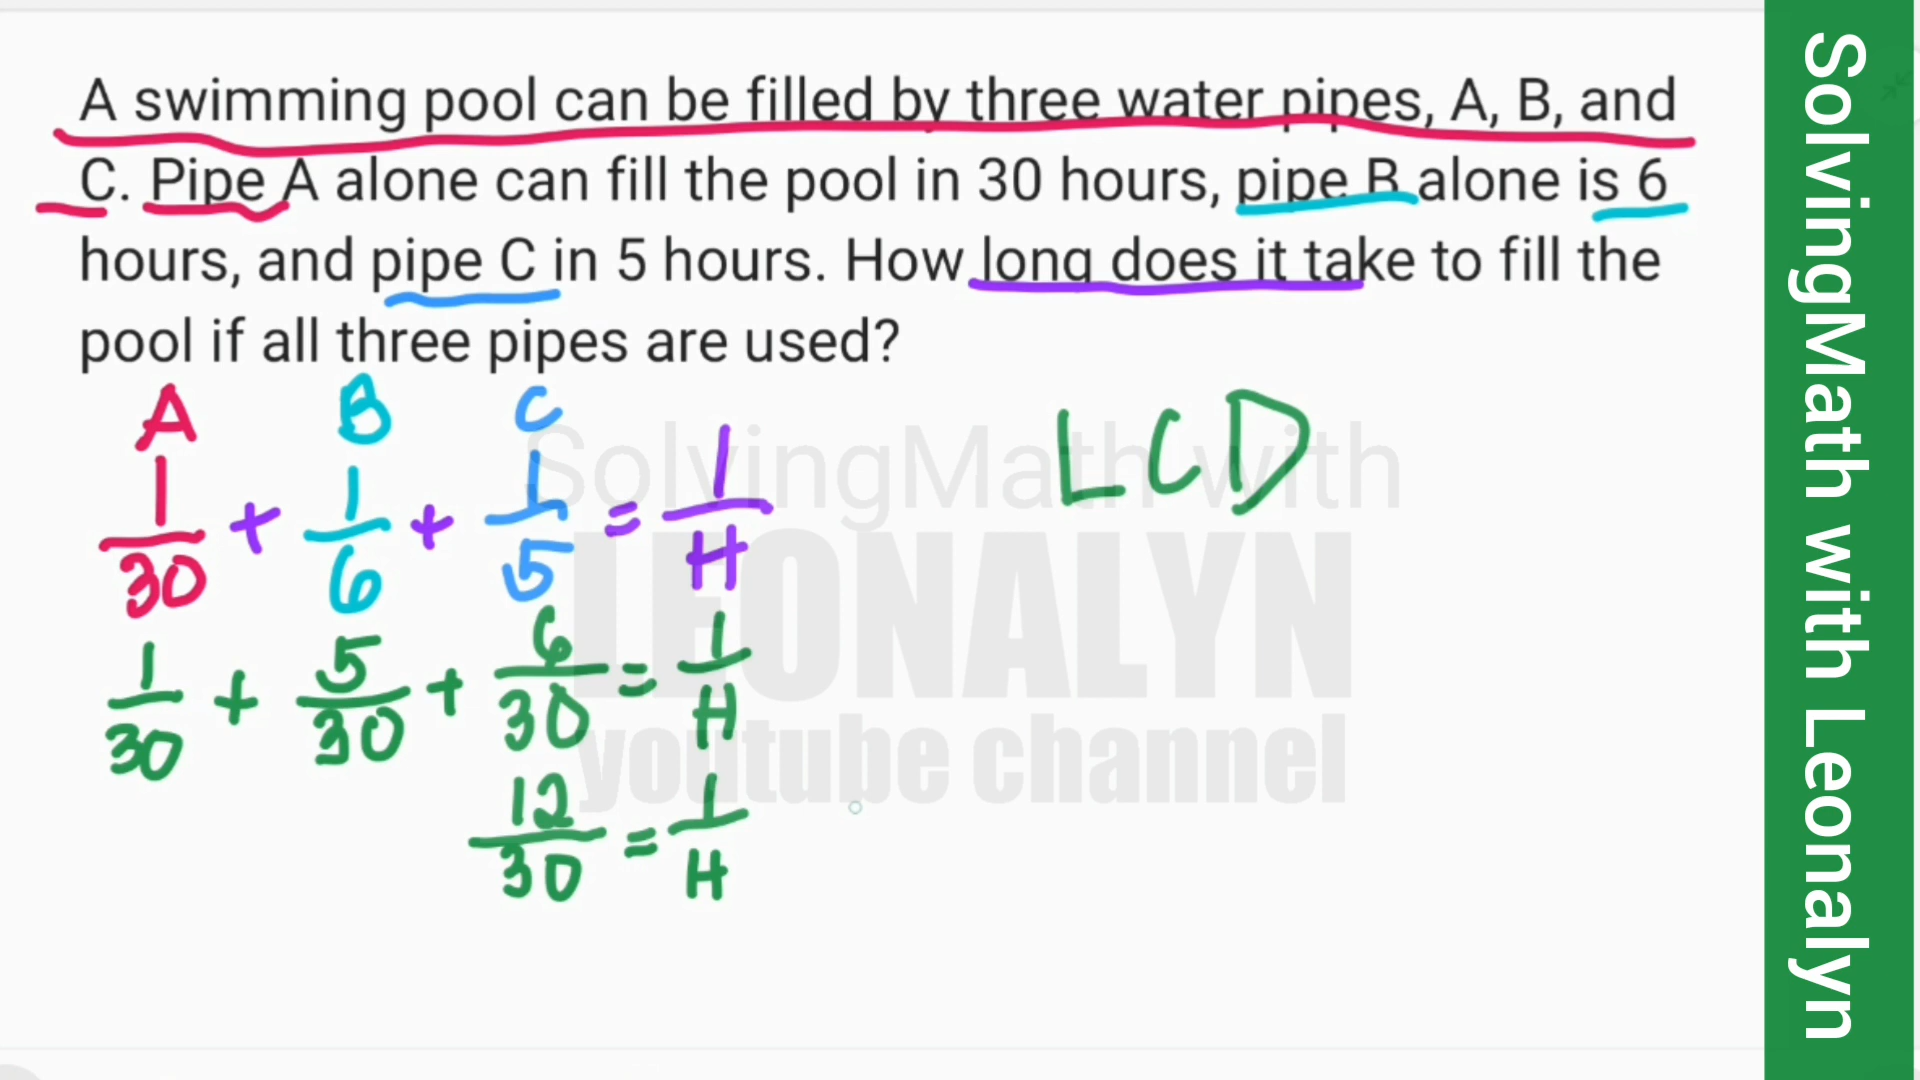 A swimming pool can be filled by three water pipes, A, B, and
C. Pipe A alone can fill the pool in 30 hours, pipe B alone is 6
hours, and pipe C in 5 hours. How long does it take to fill the
pool if all three pipes are used?
A B C
1/30 + 1/6 + 1/5 = 1/H
LCD
1/30 + 5/30 + 6/30 = 1/H
12/30 = 1/H
SolvingMath with
LEONALYN
youtube channel
SolvingMath with Leonalyn